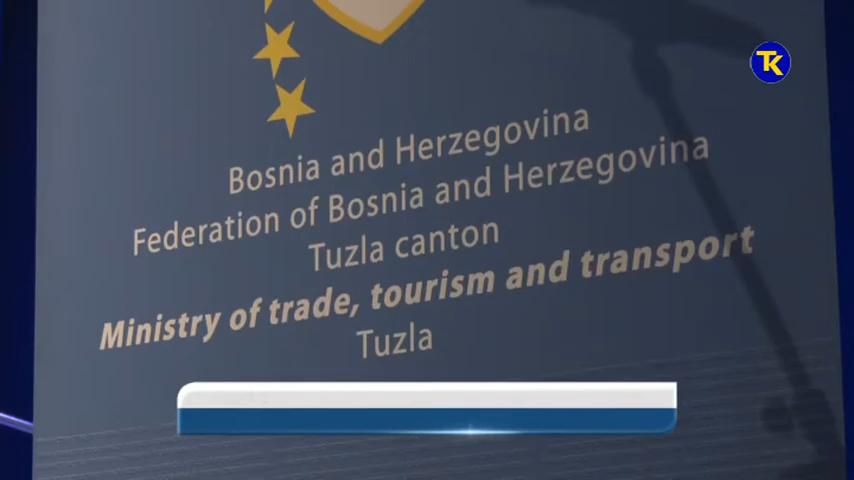 TK
Bosnia and Herzegovina
Federation of Bosnia and Herzegovina
Tuzla canton
Ministry of trade, tourism and transport
Tuzla